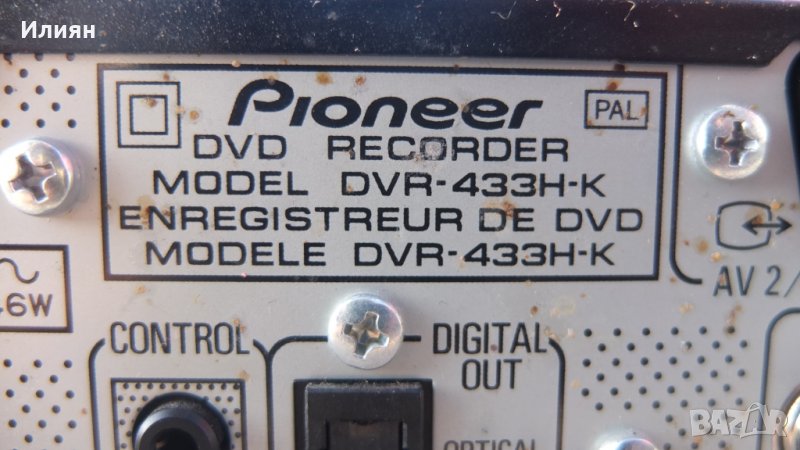 Илиян
Pioneer
PAL
DVD RECORDER
MODEL DVR-433H-K
ENREGISTREUR DE DVD
MODELE DVR-433H-K
AV 2/
6W
CONTROL
DIGITAL
OUT
OPTICAL
BAZAR